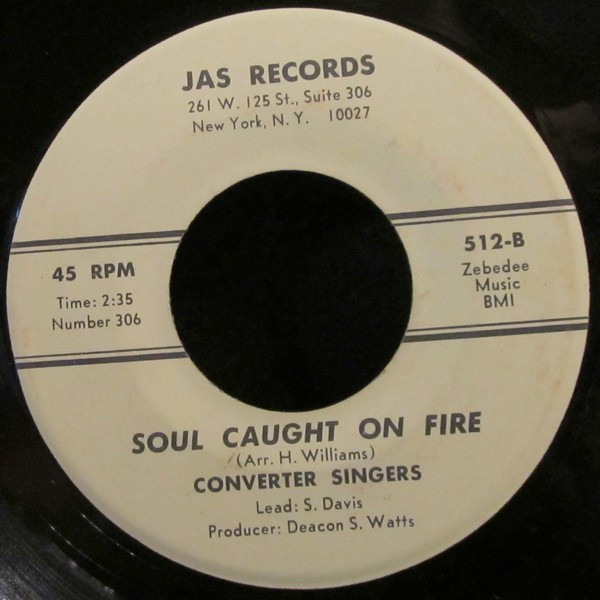 JAS RECORDS
261 W. 125 St., Suite 306
New York, N. Y. 10027
45 RPM
Time: 2:35
Number 306
512-B
Zebedee
Music
BMI
SOUL CAUGHT ON FIRE
(Arr. H. Williams)
CONVERTER SINGERS
Lead: S. Davis
Producer: Deacon S. Watts